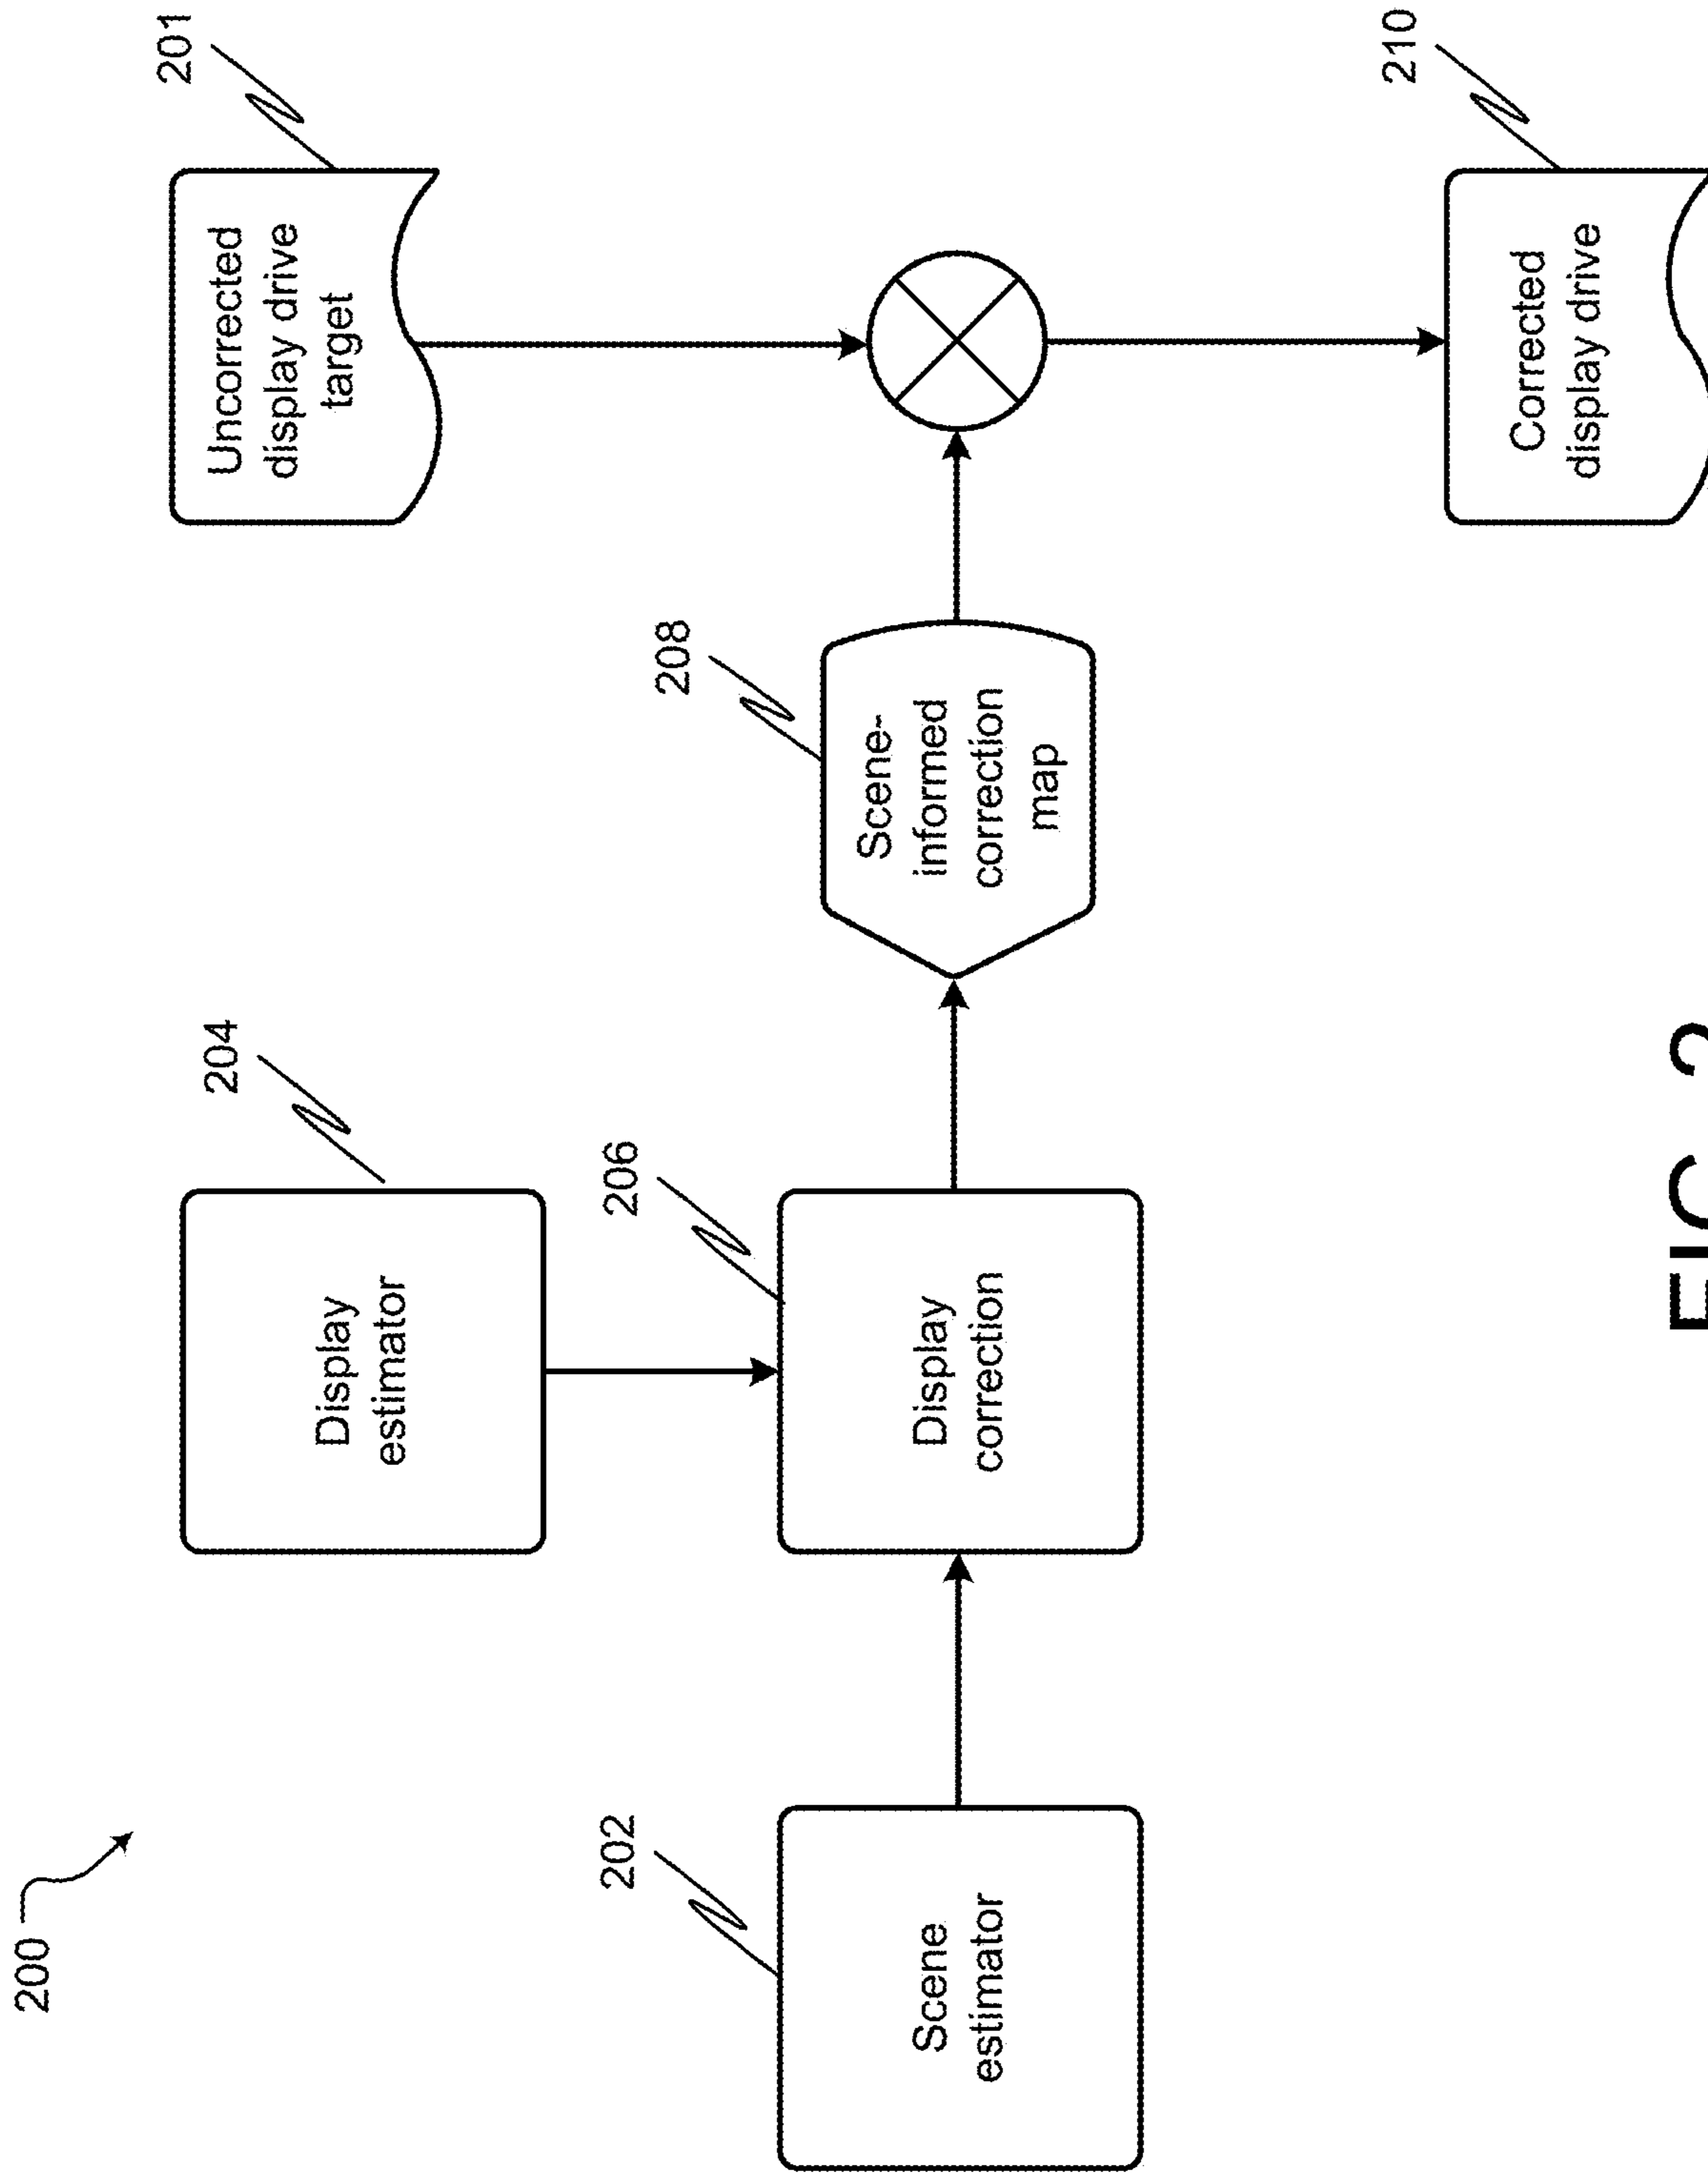 200
201
Uncorrected
display drive
target
204
Display
estimator
206
Display
correction
202
Scene
estimator
208
Scene-
informed
correction
map
210
Corrected
display drive